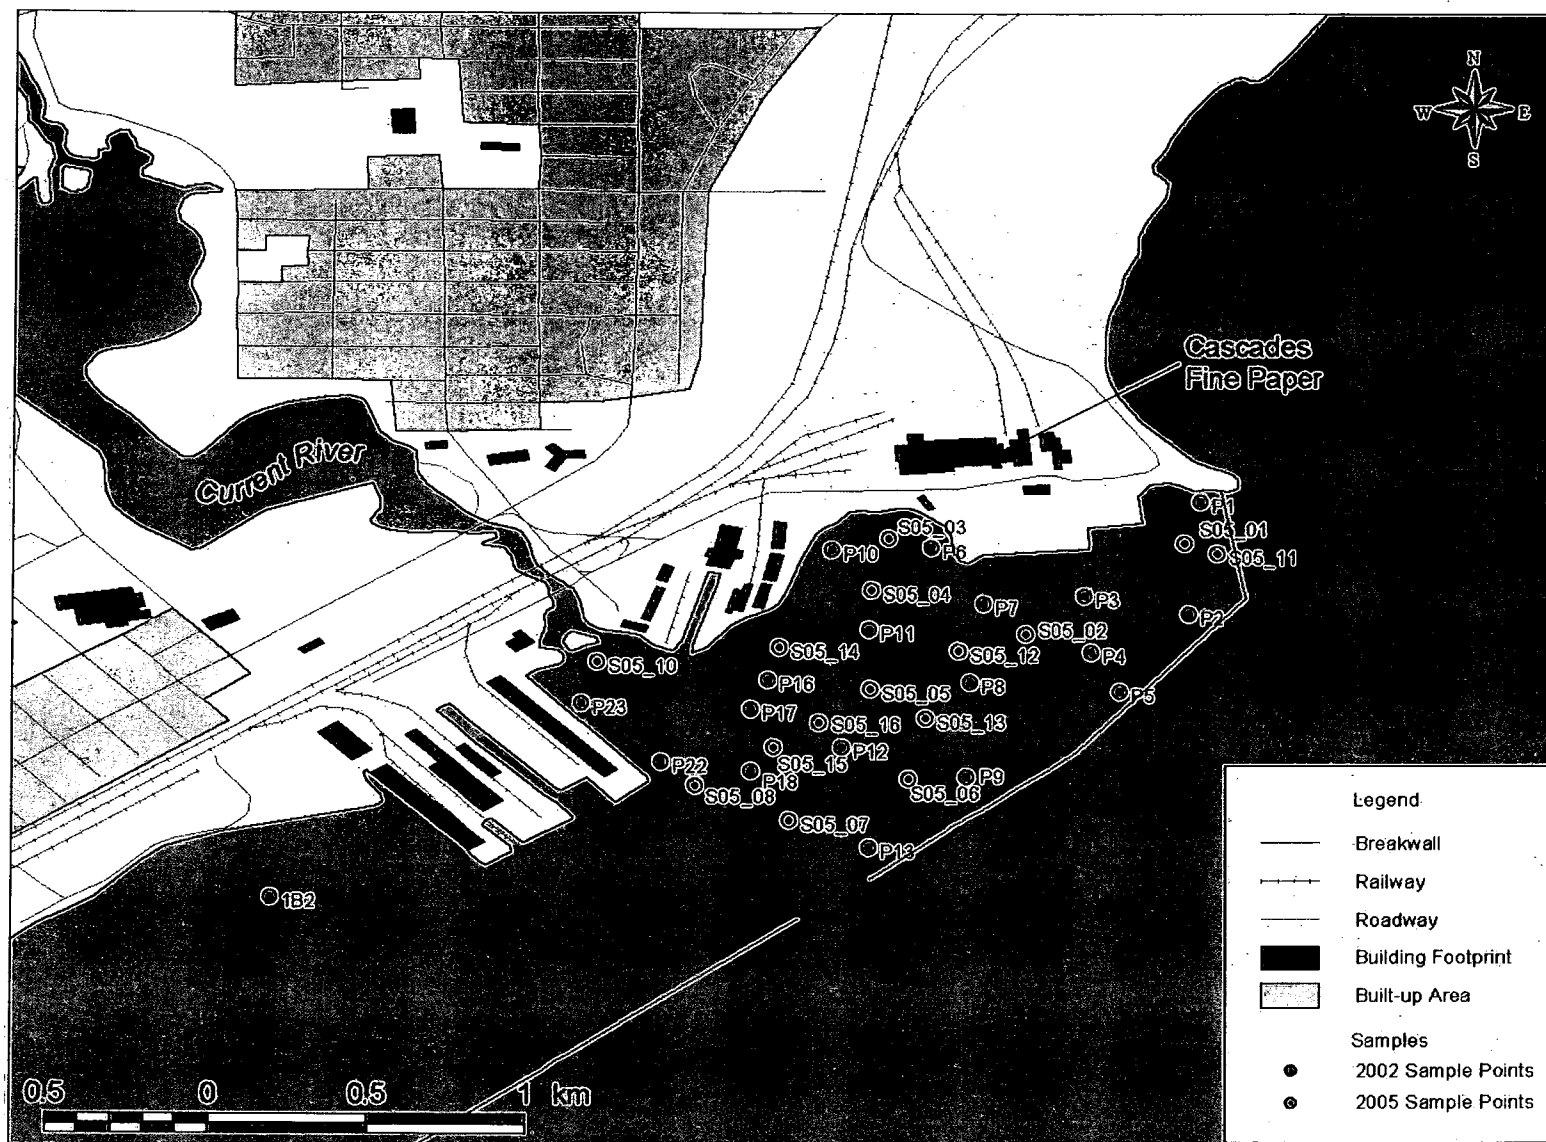 N
W E
S
Cascades
Fine Paper
Current River
P1
S05_01
S05_11
S05_03
P10
P6
S05_04
P7
P3
P2
P11
S05_02
S05_14
S05_12
P4
S05_10
P16
S05_05
P8
P5
P23
P17
S05_16
S05_13
P12
S05_15
P22
P18
P9
S05_08
S05_06
S05_07
P13
1B2
Legend
Breakwall
Railway
Roadway
Building Footprint
Built-up Area
Samples
2002 Sample Points
2005 Sample Points
0.5 0 0.5 1 km